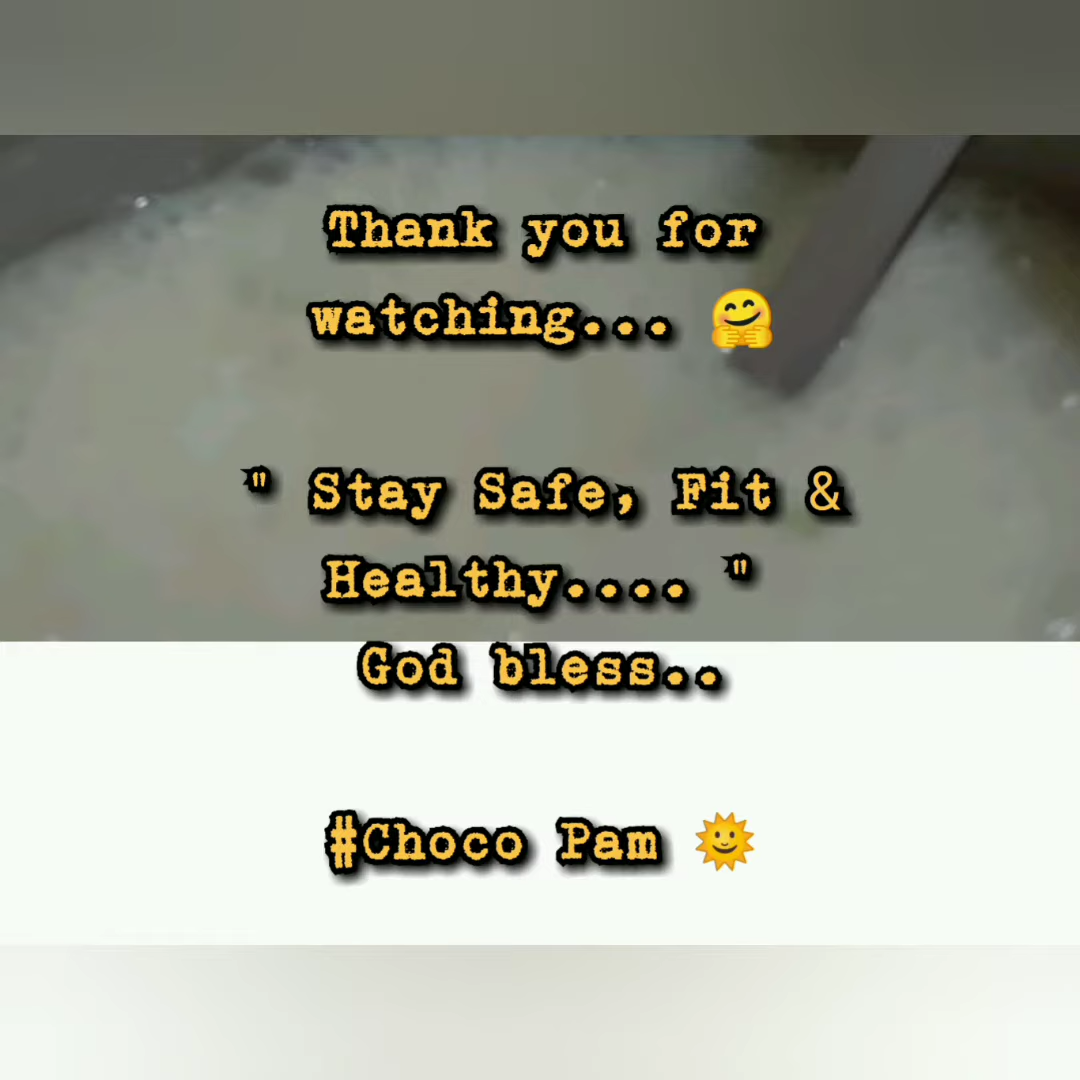 Thank you for
watching... 🤗
" Stay Safe, Fit &
Healthy.... "
God bless..
#Choco Pam 🌞